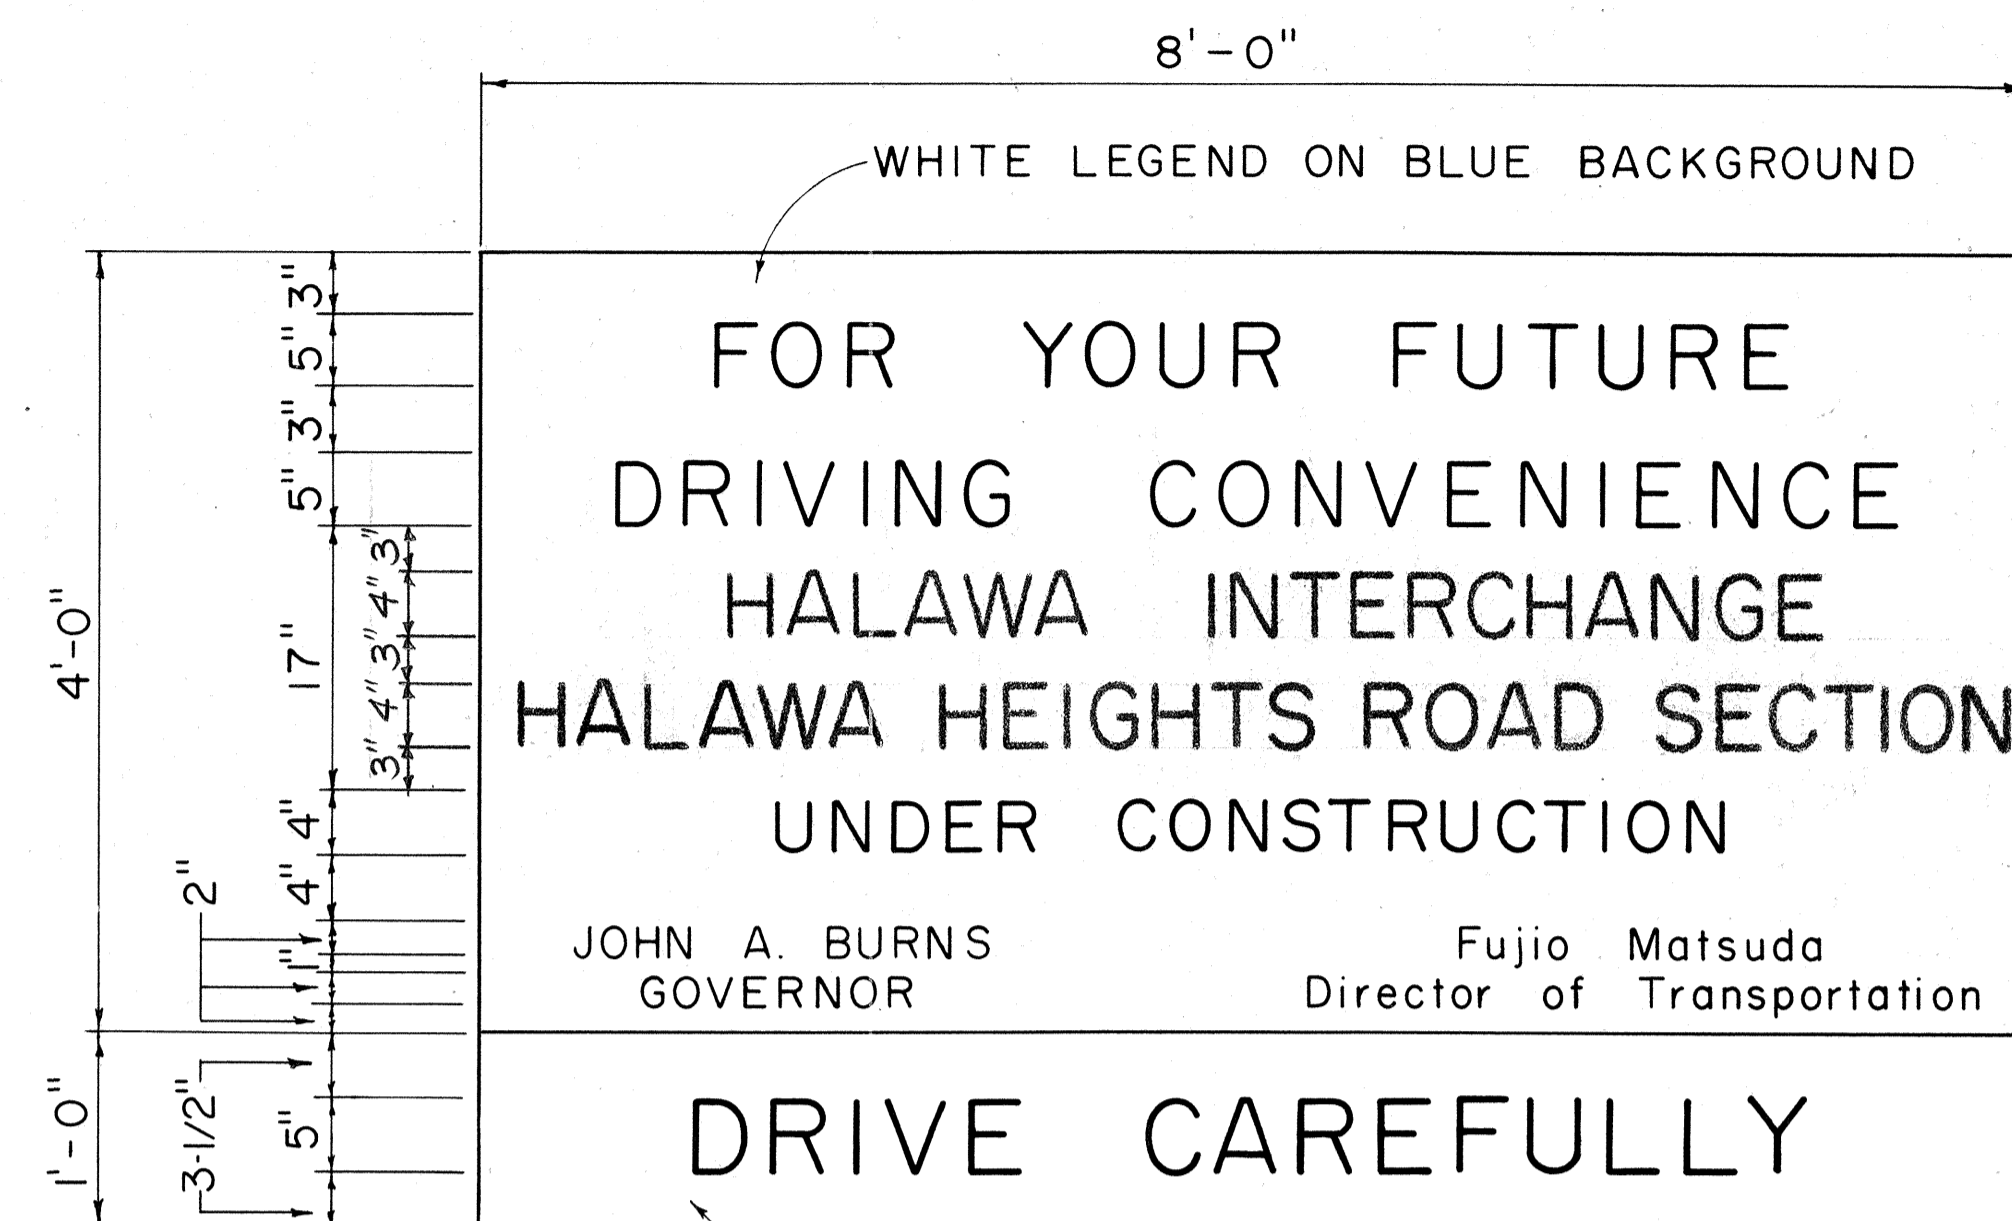 8'-0"
WHITE LEGEND ON BLUE BACKGROUND
3"
5"
FOR YOUR FUTURE
3"
5"
DRIVING CONVENIENCE
3"
4"
HALAWA INTERCHANGE
4'-0"
17"
3"
4"
HALAWA HEIGHTS ROAD SECTION
3"
4"
UNDER CONSTRUCTION
4"
2"
JOHN A. BURNS Fujio Matsuda
1"
GOVERNOR Director of Transportation
1'-0"
3-1/2"
5"
DRIVE CAREFULLY